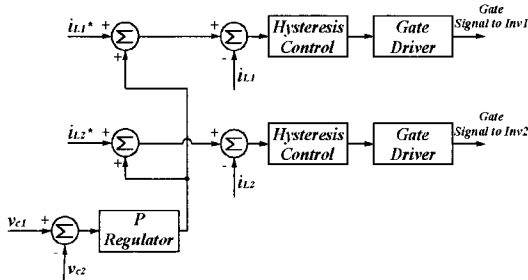 Gate
Signal to Inv1
iL1*
+
+
Σ
+
+
Σ
-
iL1
Hysteresis
Control
Gate
Driver
Gate
Signal to Inv2
iL2*
+
+
Σ
+
+
Σ
-
iL2
Hysteresis
Control
Gate
Driver
vc1
+
Σ
-
vc2
P
Regulator